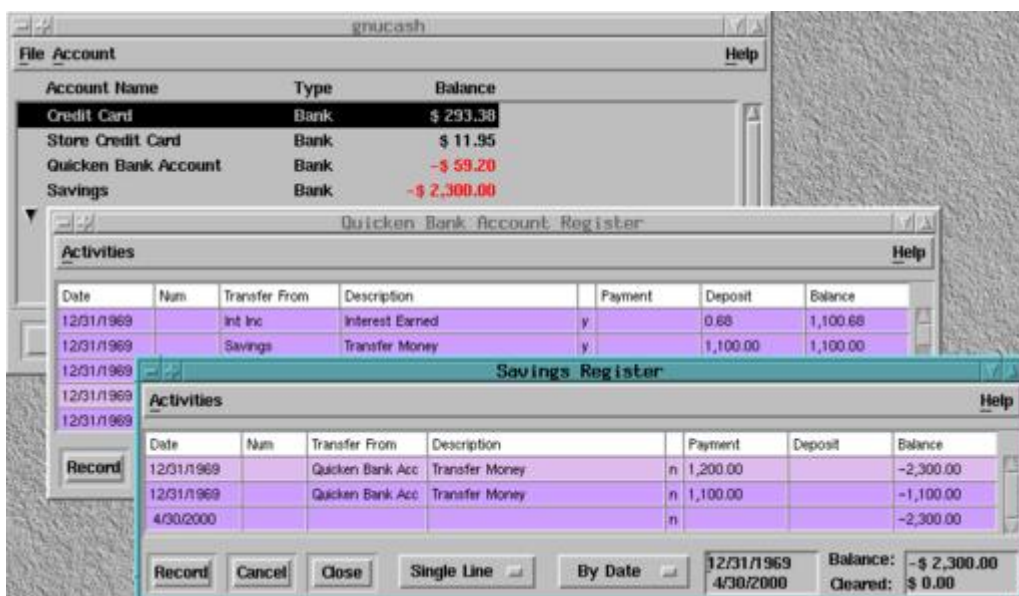 gnucash
File Account Help
Account Name Type Balance
Credit Card Bank $ 293.38
Store Credit Card Bank $ 11.95
Quicken Bank Account Bank -$ 59.20
Savings Bank -$ 2,300.00
Quicken Bank Account Register
Activities Help
Date Num Transfer From Description Payment Deposit Balance
12/31/1969 Int Inc Interest Earned y 0.68 1,100.68
12/31/1969 Savings Transfer Money y 1,100.00 1,100.00
12/31/1969
12/31/1969
12/31/1969
Record
Savings Register
Activities Help
Date Num Transfer From Description Payment Deposit Balance
12/31/1969 Quicken Bank Acc Transfer Money n 1,200.00 -2,300.00
12/31/1969 Quicken Bank Acc Transfer Money n 1,100.00 -1,100.00
4/30/2000 n -2,300.00
Record Cancel Close Single Line By Date 12/31/1969 Balance: -$ 2,300.00
4/30/2000 Cleared: $ 0.00